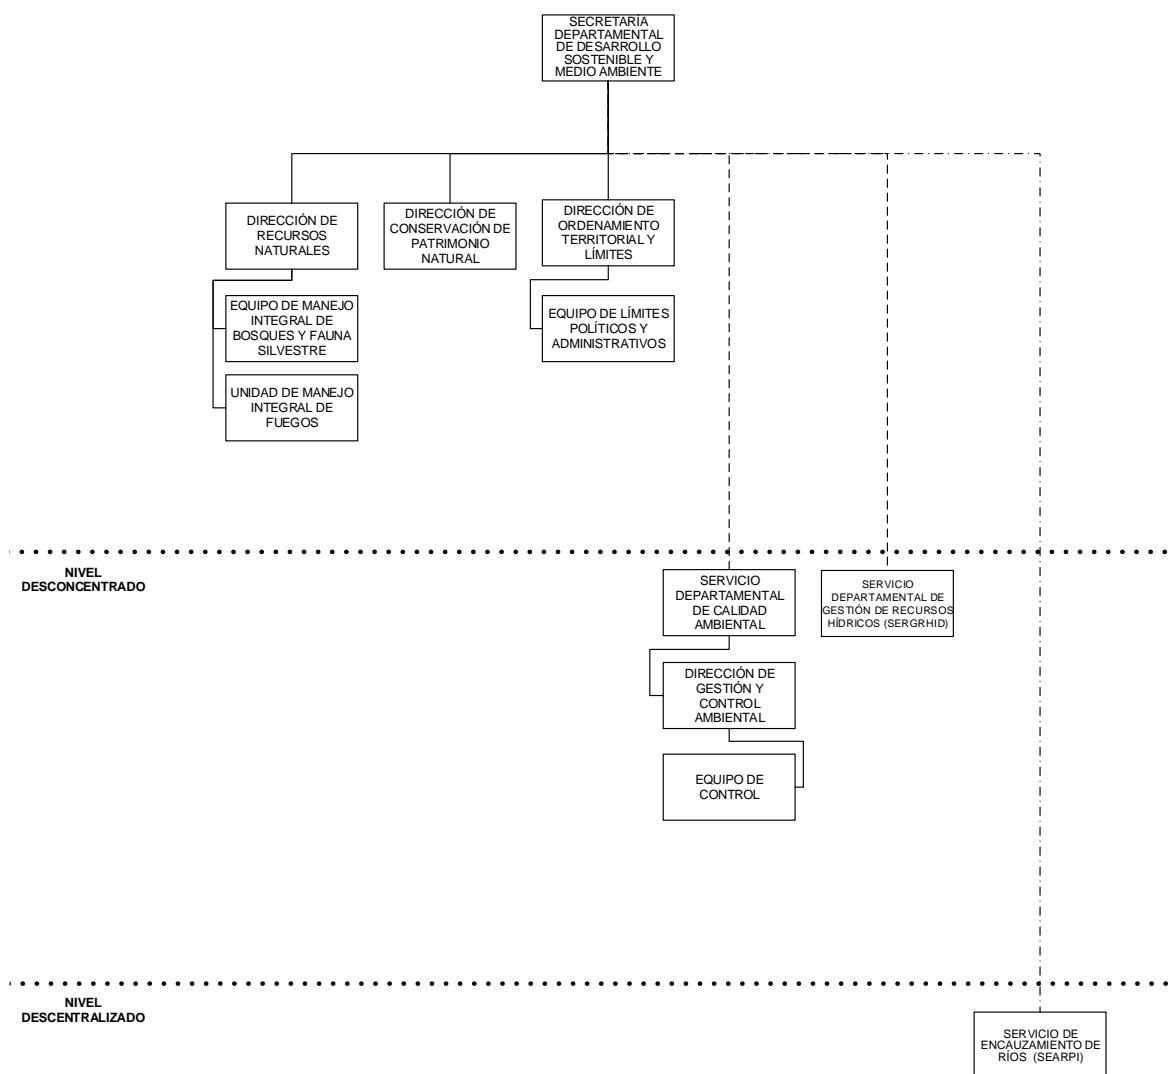 SECRETARÍA
DEPARTAMENTAL
DE DESARROLLO
SOSTENIBLE Y
MEDIO AMBIENTE
DIRECCIÓN DE
RECURSOS
NATURALES
DIRECCIÓN DE
CONSERVACIÓN DE
PATRIMONIO
NATURAL
DIRECCIÓN DE
ORDENAMIENTO
TERRITORIAL Y
LÍMITES
EQUIPO DE MANEJO
INTEGRAL DE
BOSQUES Y FAUNA
SILVESTRE
EQUIPO DE LÍMITES
POLÍTICOS Y
ADMINISTRATIVOS
UNIDAD DE MANEJO
INTEGRAL DE
FUEGOS
NIVEL
DESCONCENTRADO
SERVICIO
DEPARTAMENTAL
DE CALIDAD
AMBIENTAL
SERVICIO
DEPARTAMENTAL DE
GESTIÓN DE RECURSOS
HÍDRICOS (SERGRHID)
DIRECCIÓN DE
GESTIÓN Y
CONTROL
AMBIENTAL
EQUIPO DE
CONTROL
NIVEL
DESCENTRALIZADO
SERVICIO DE
ENCAUZAMIENTO DE
RÍOS (SEARPI)